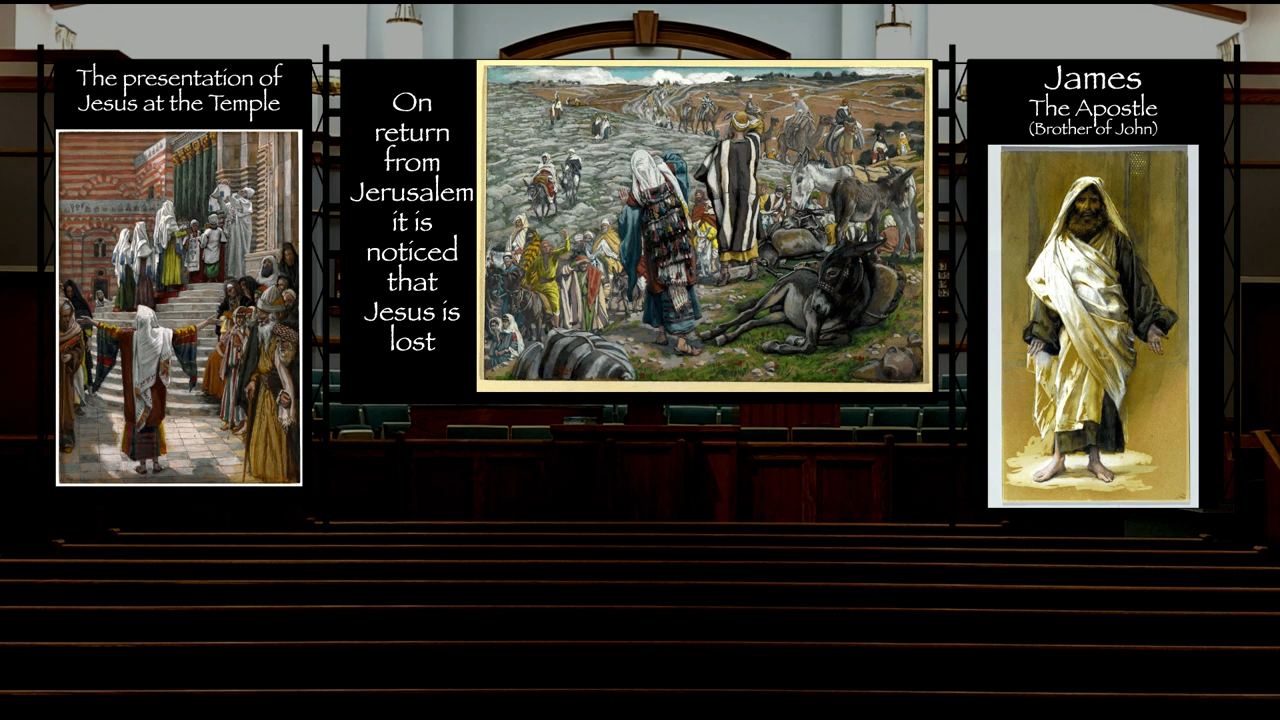 The presentation of
Jesus at the Temple
On
return
from
Jerusalem
it is
noticed
that
Jesus is
lost
James
The Apostle
(Brother of John)